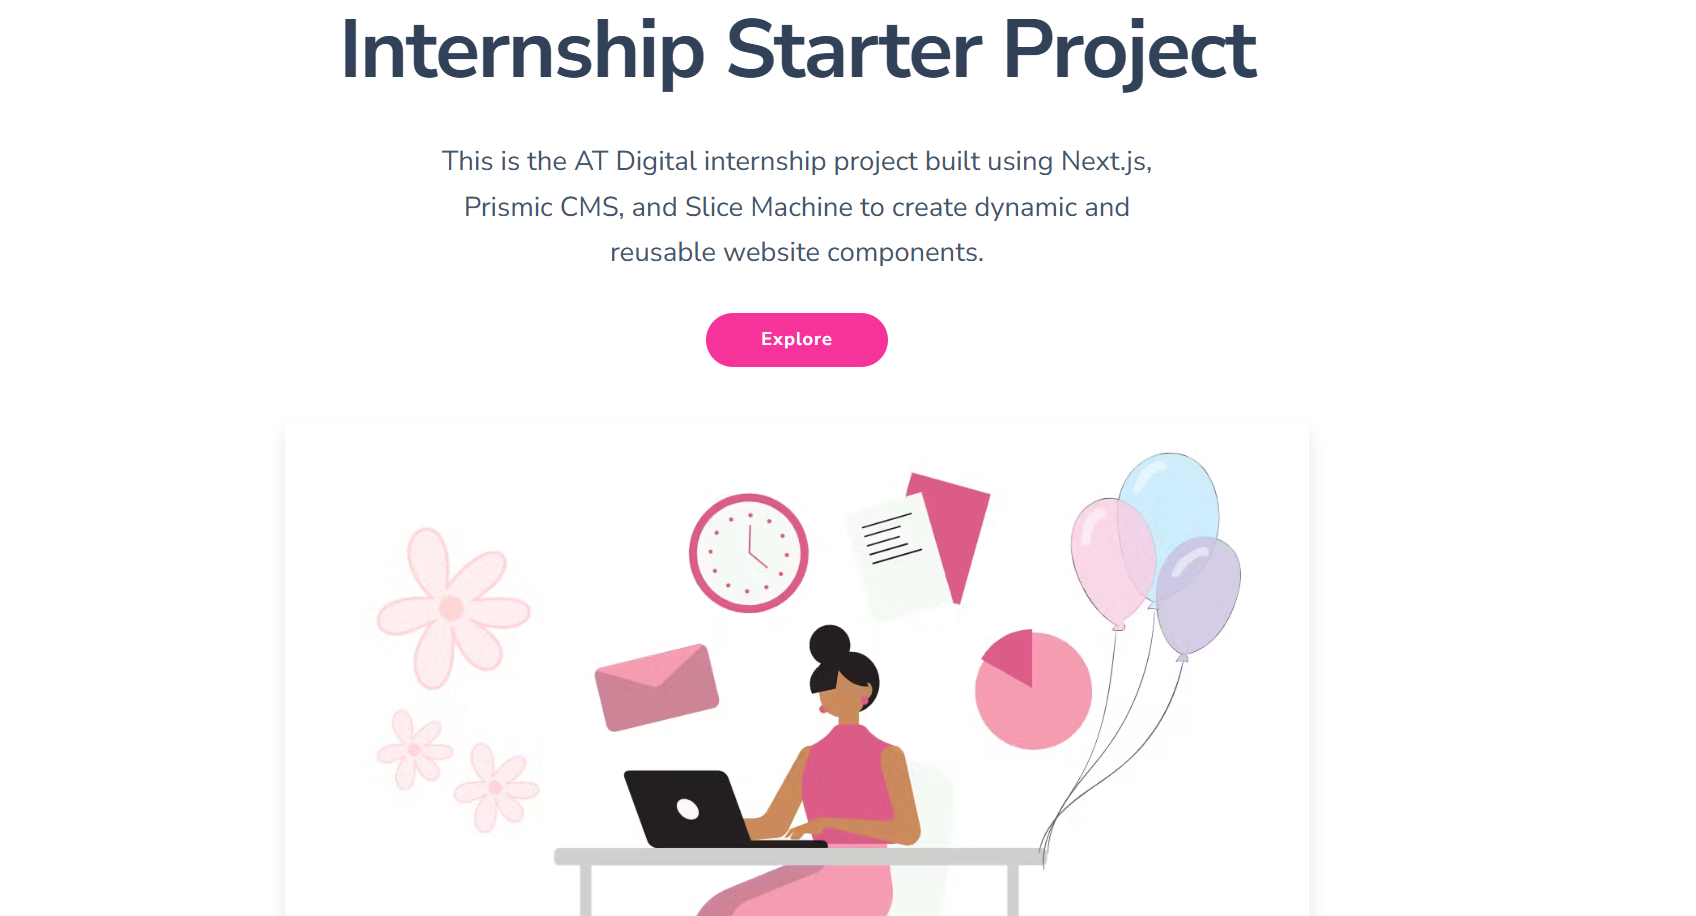 Internship Starter Project
This is the AT Digital internship project built using Next.js,
Prismic CMS, and Slice Machine to create dynamic and
reusable website components.
Explore